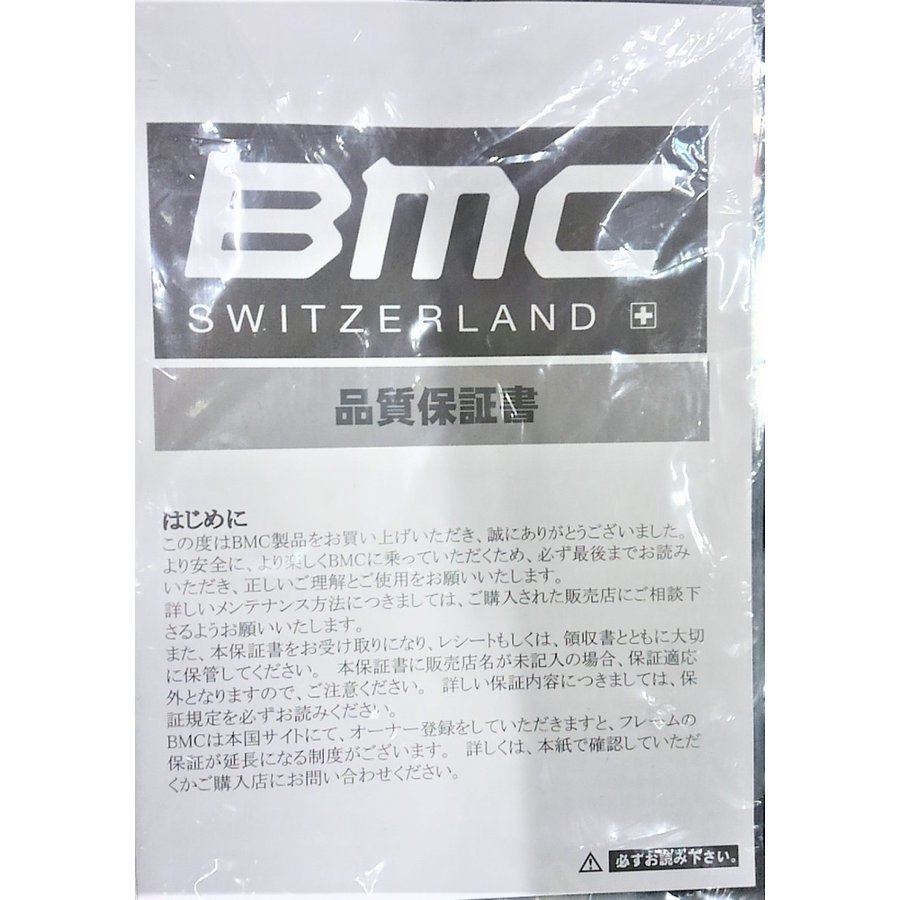 BMC
SWITZERLAND
品質保証書
はじめに
この度はBMC製品をお買い上げいただき、誠にありがとうございました。
より安全に、より楽しくBMCに乗っていただくため、必ず最後までお読み
いただき、正しいご理解とご使用をお願いいたします。
詳しいメンテナンス方法につきましては、ご購入された販売店にご相談下
さるようお願いいたします。
また、本保証書をお受け取りになり、レシートもしくは、領収書とともに大切
に保管してください。 本保証書に販売店名が未記入の場合、保証適応
外となりますので、ご注意ください。 詳しい保証内容につきましては、保
証規定を必ずお読みください。
BMCは本国サイトにて、オーナー登録をしていただきますと、フレームの
保証が延長になる制度がございます。 詳しくは、本紙で確認していただ
くかご購入店にお問い合わせください。
必ずお読み下さい。